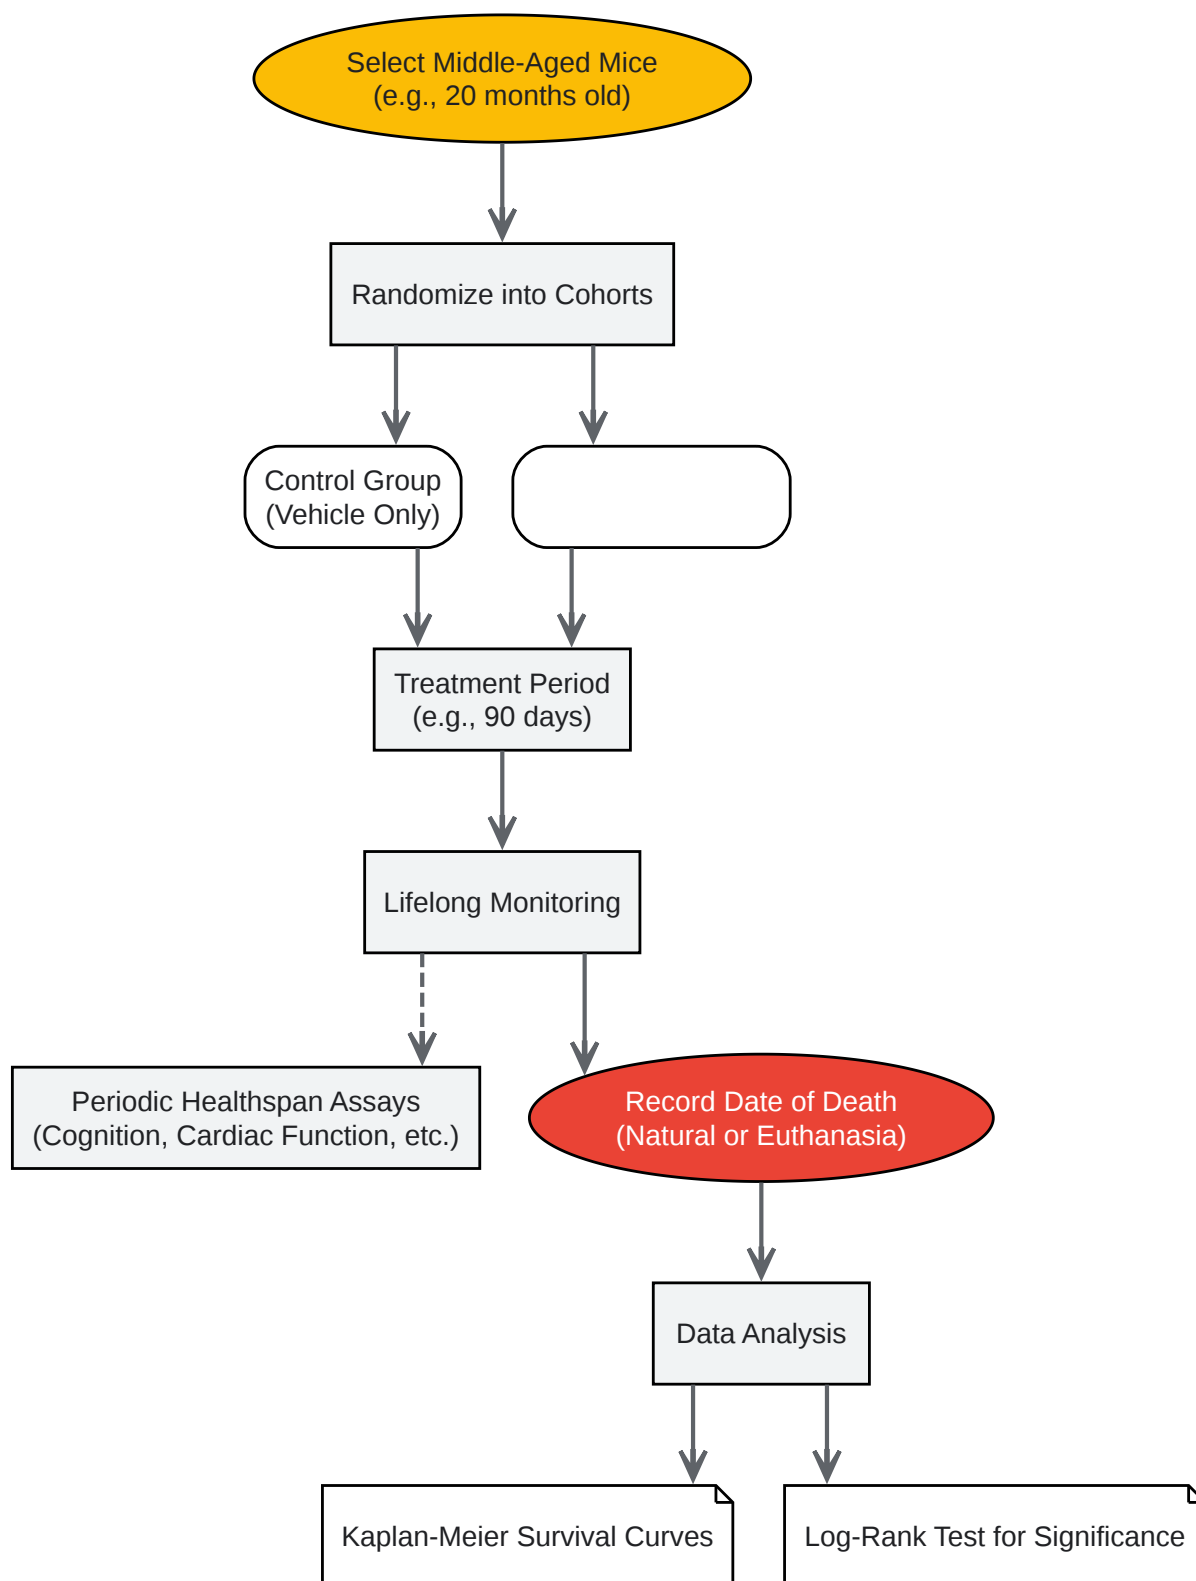 Select Middle-Aged Mice
(e.g., 20 months old)
Randomize into Cohorts
Control Group
(Vehicle Only)
Treatment Period
(e.g., 90 days)
Lifelong Monitoring
Periodic Healthspan Assays
(Cognition, Cardiac Function, etc.)
Record Date of Death
(Natural or Euthanasia)
Data Analysis
Kaplan-Meier Survival Curves
Log-Rank Test for Significance